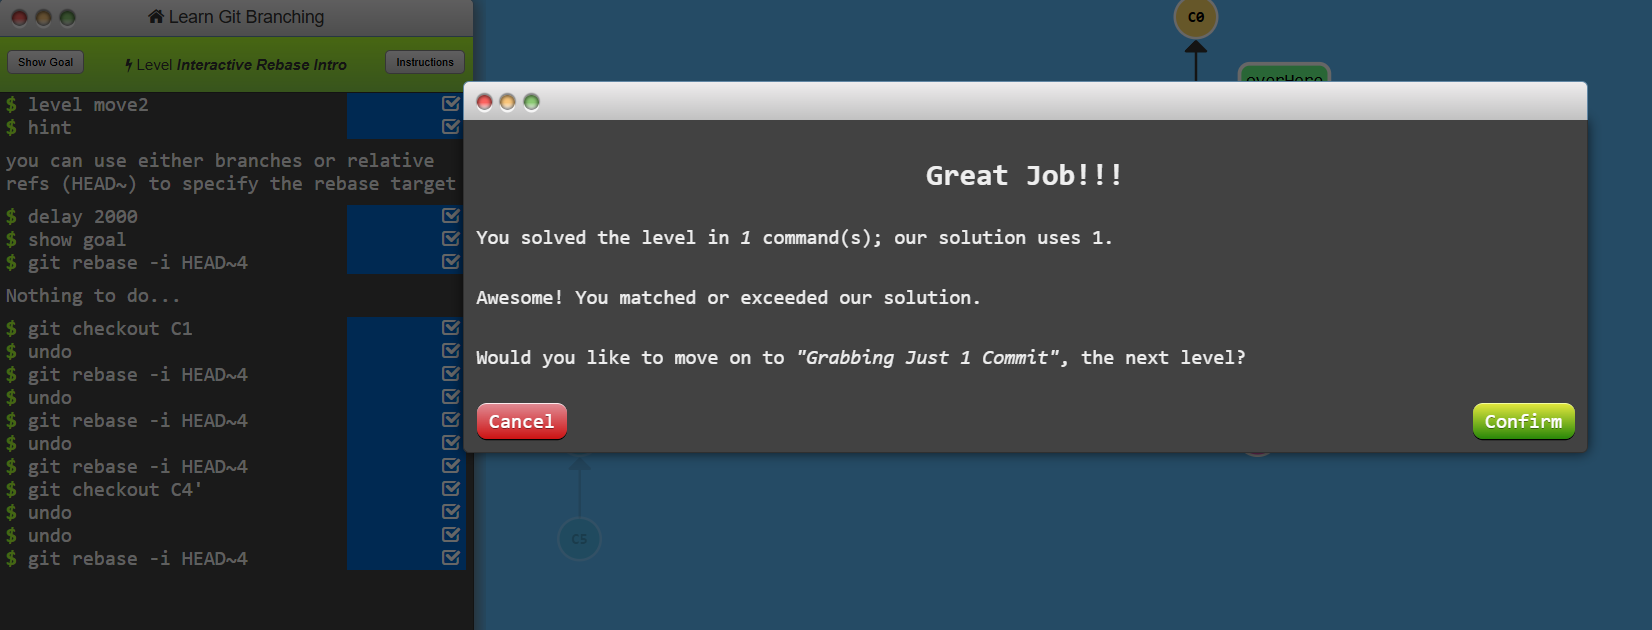 Learn Git Branching
Show Goal
Level Interactive Rebase Intro
Instructions
$ level move2
$ hint
you can use either branches or relative
refs (HEAD~) to specify the rebase target
$ delay 2000
$ show goal
$ git rebase -i HEAD~4
Nothing to do...
$ git checkout C1
$ undo
$ git rebase -i HEAD~4
$ undo
$ git rebase -i HEAD~4
$ undo
$ git rebase -i HEAD~4
$ git checkout C4'
$ undo
$ undo
$ git rebase -i HEAD~4
C0
overHere
Great Job!!!
You solved the level in 1 command(s); our solution uses 1.
Awesome! You matched or exceeded our solution.
Would you like to move on to "Grabbing Just 1 Commit", the next level?
Cancel
Confirm
C5